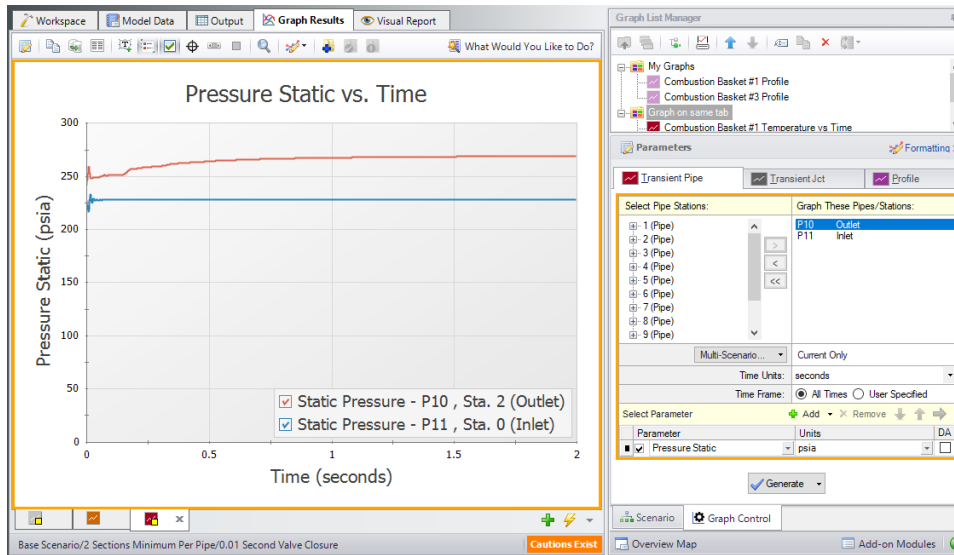 Workspace Model Data Output Graph Results Visual Report
What Would You Like to Do?
Pressure Static vs. Time
Pressure Static (psia)
300
250
200
150
100
50
0
Static Pressure - P10 , Sta. 2 (Outlet)
Static Pressure - P11 , Sta. 0 (Inlet)
0 0.5 1 1.5 2
Time (seconds)
Base Scenario/2 Sections Minimum Per Pipe/0.01 Second Valve Closure Cautions Exist
Graph List Manager
My Graphs
Combustion Basket #1 Profile
Combustion Basket #3 Profile
Graph on same tab
Combustion Basket #1 Temperature vs Time
Parameters Formatting
Transient Pipe Transient Jct Profile
Select Pipe Stations: Graph These Pipes/Stations:
1 (Pipe)
2 (Pipe)
3 (Pipe)
4 (Pipe)
5 (Pipe)
6 (Pipe)
7 (Pipe)
8 (Pipe)
9 (Pipe)
>
<
<<
P10 Outlet
P11 Inlet
Multi-Scenario... Current Only
Time Units: seconds
Time Frame: All Times User Specified
Select Parameter Add Remove
Parameter Units DA
Pressure Static psia
Generate
Scenario Graph Control
Overview Map Add-on Modules